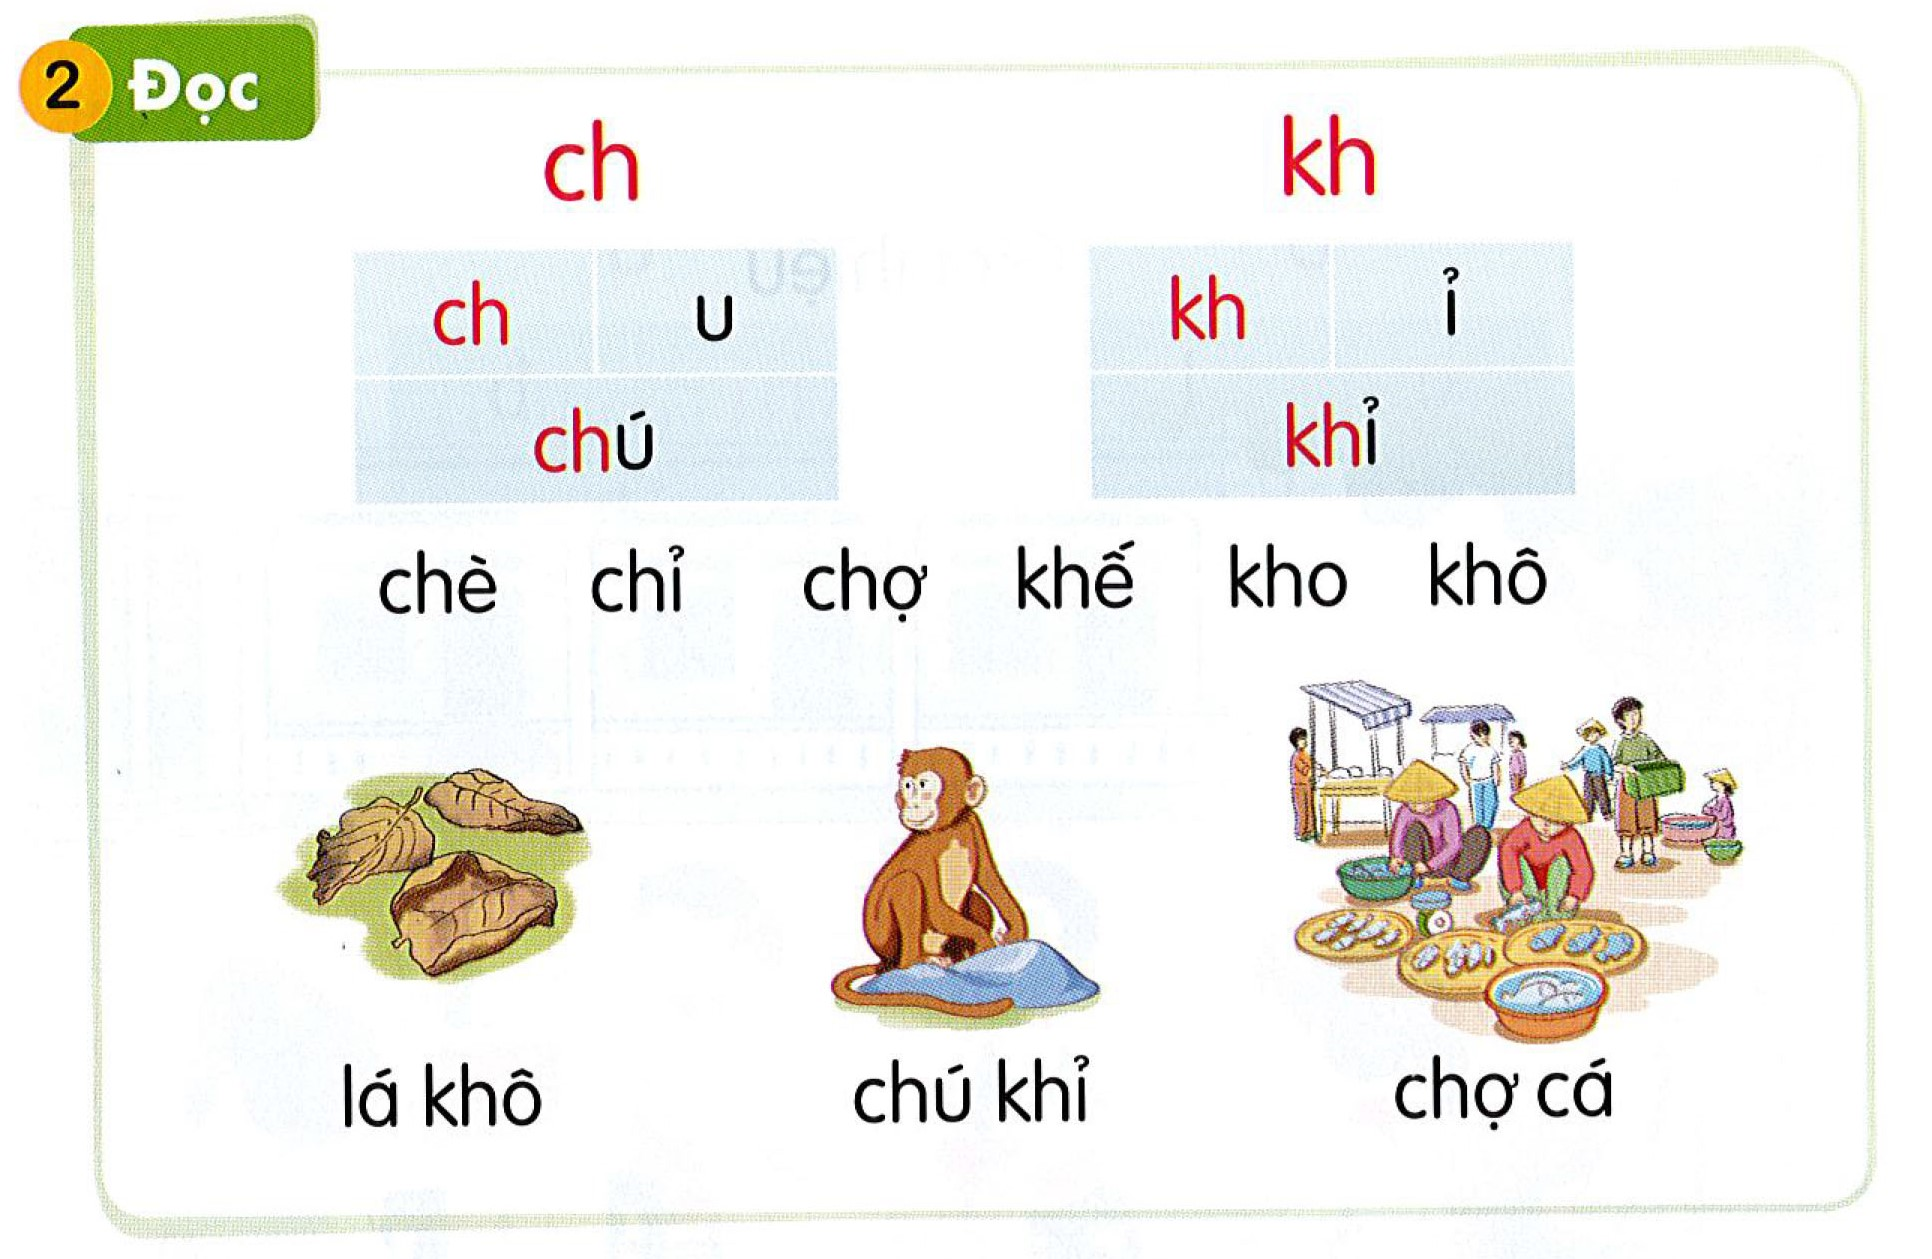 2 Đọc
ch kh
ch u kh ỉ
chú khỉ
chè chỉ chợ khế kho khô
lá khô chú khỉ chợ cá